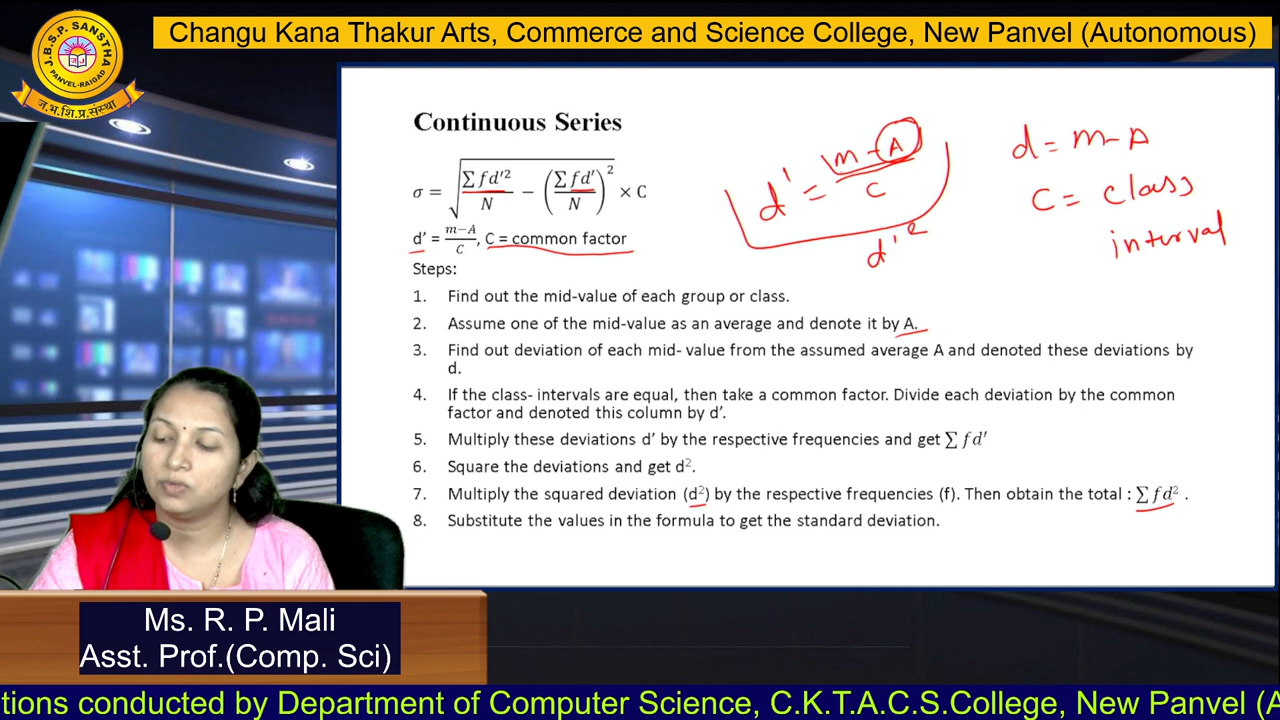 Changu Kana Thakur Arts, Commerce and Science College, New Panvel (Autonomous)
J.B.S.P. SANSTHA
PANVEL-RAIGAD
ज.भ.शि.प्र.संस्था
Continuous Series
σ = √(∑fd'²/N − (∑fd'/N)²) × C
d' = m−A/C, C = common factor
Steps:
1. Find out the mid-value of each group or class.
2. Assume one of the mid-value as an average and denote it by A.
3. Find out deviation of each mid- value from the assumed average A and denoted these deviations by
d.
4. If the class- intervals are equal, then take a common factor. Divide each deviation by the common
factor and denoted this column by d'.
5. Multiply these deviations d' by the respective frequencies and get ∑fd'
6. Square the deviations and get d².
7. Multiply the squared deviation (d²) by the respective frequencies (f). Then obtain the total : ∑fd² .
8. Substitute the values in the formula to get the standard deviation.
d' = m-A/C
d'²
d = m-A
C = class
interval
Ms. R. P. Mali
Asst. Prof.(Comp. Sci)
tions conducted by Department of Computer Science, C.K.T.A.C.S.College, New Panvel (A